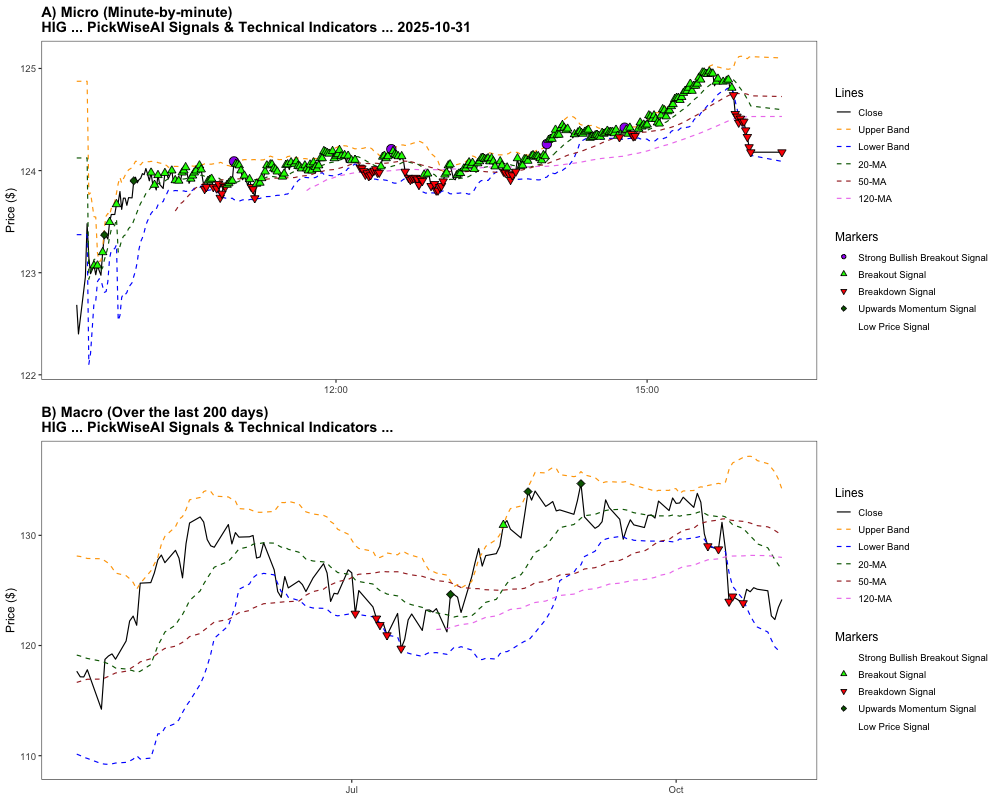 A) Micro (Minute-by-minute)
HIG ... PickWiseAI Signals & Technical Indicators ... 2025-10-31
Price ($)
125
124
123
122
12:00
15:00
Lines
Close
Upper Band
Lower Band
20-MA
50-MA
120-MA
Markers
Strong Bullish Breakout Signal
Breakout Signal
Breakdown Signal
Upwards Momentum Signal
Low Price Signal
B) Macro (Over the last 200 days)
HIG ... PickWiseAI Signals & Technical Indicators ...
Price ($)
130
120
110
Jul
Oct
Lines
Close
Upper Band
Lower Band
20-MA
50-MA
120-MA
Markers
Strong Bullish Breakout Signal
Breakout Signal
Breakdown Signal
Upwards Momentum Signal
Low Price Signal